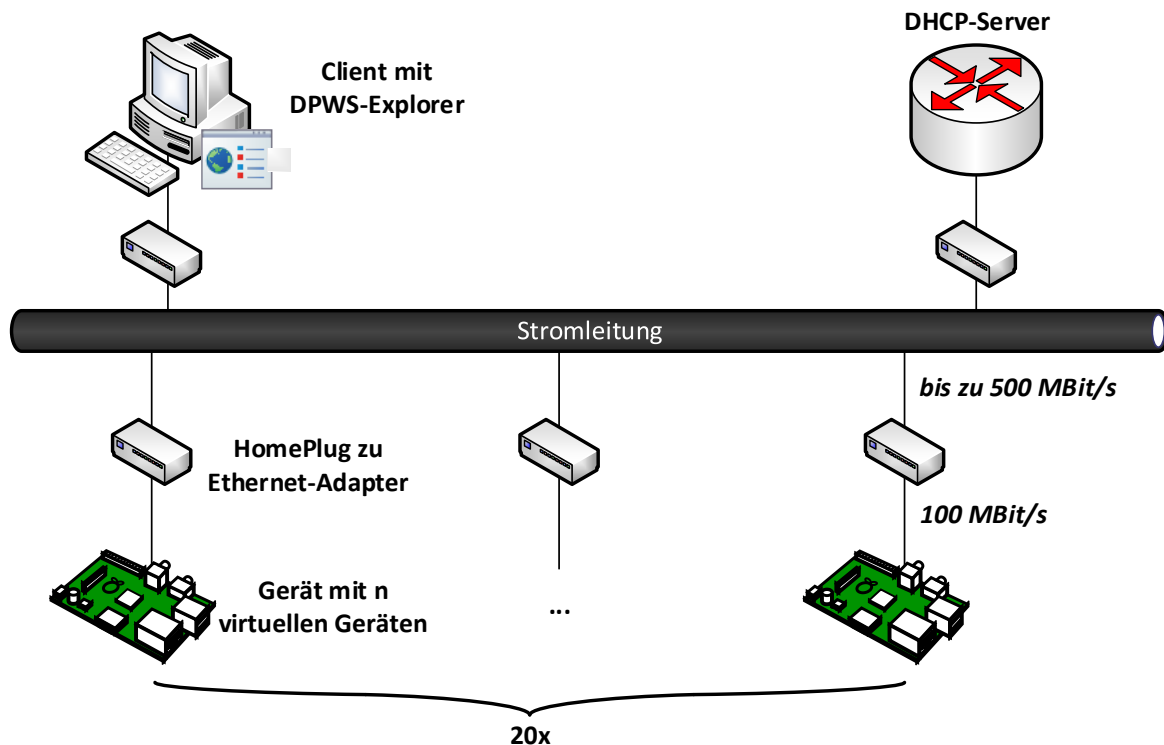 DHCP-Server
Client mit
DPWS-Explorer
Stromleitung
bis zu 500 MBit/s
HomePlug zu
Ethernet-Adapter
100 MBit/s
Gerät mit n
virtuellen Geräten
...
20x